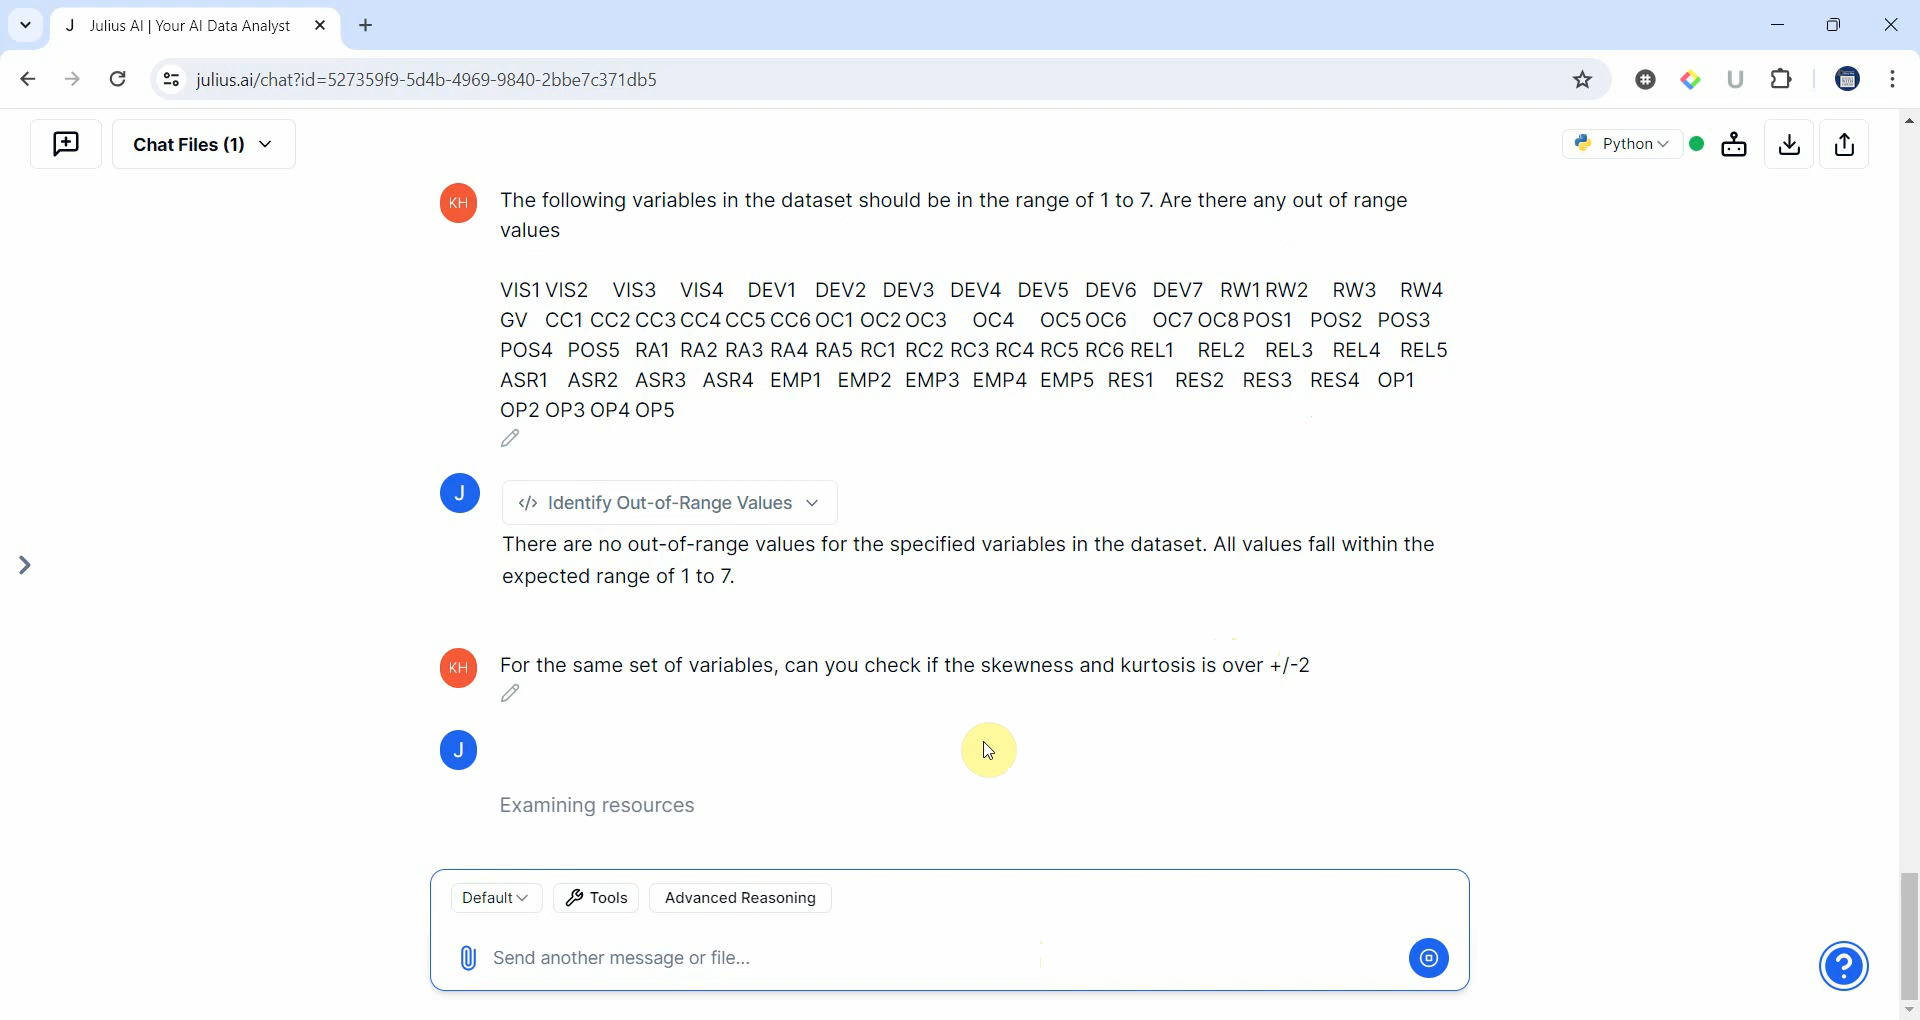 J Julius AI | Your AI Data Analyst
julius.ai/chat?id=527359f9-5d4b-4969-9840-2bbe7c371db5
Chat Files (1)
Python
KH
The following variables in the dataset should be in the range of 1 to 7. Are there any out of range
values
VIS1 VIS2 VIS3 VIS4 DEV1 DEV2 DEV3 DEV4 DEV5 DEV6 DEV7 RW1 RW2 RW3 RW4
GV CC1 CC2 CC3 CC4 CC5 CC6 OC1 OC2 OC3 OC4 OC5 OC6 OC7 OC8 POS1 POS2 POS3
POS4 POS5 RA1 RA2 RA3 RA4 RA5 RC1 RC2 RC3 RC4 RC5 RC6 REL1 REL2 REL3 REL4 REL5
ASR1 ASR2 ASR3 ASR4 EMP1 EMP2 EMP3 EMP4 EMP5 RES1 RES2 RES3 RES4 OP1
OP2 OP3 OP4 OP5
J
</> Identify Out-of-Range Values
There are no out-of-range values for the specified variables in the dataset. All values fall within the
expected range of 1 to 7.
KH
For the same set of variables, can you check if the skewness and kurtosis is over +/-2
J
Examining resources
Default
Tools
Advanced Reasoning
Send another message or file...
?